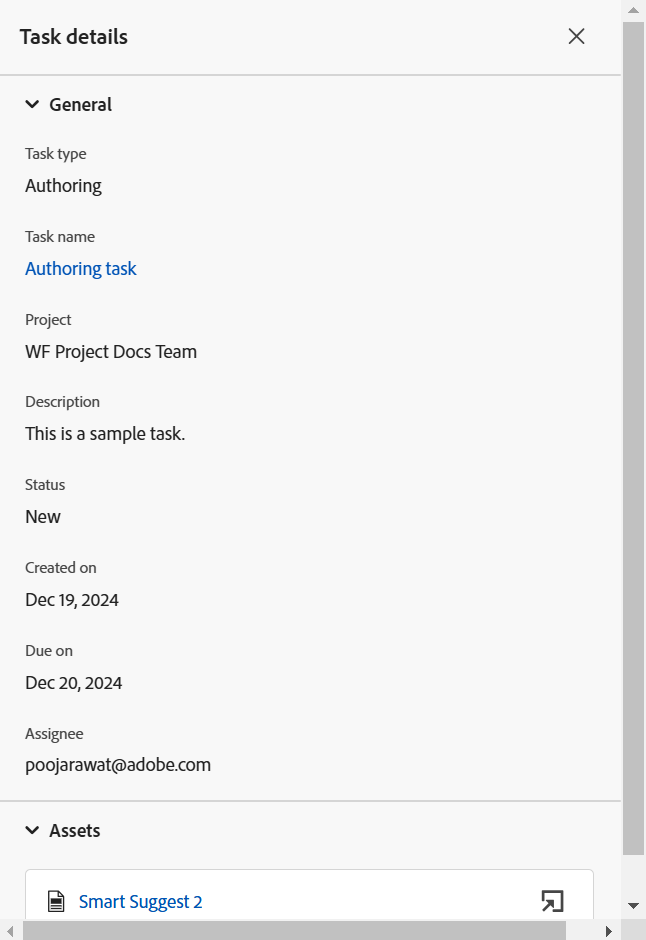 Task details
General
Task type
Authoring
Task name
Authoring task
Project
WF Project Docs Team
Description
This is a sample task.
Status
New
Created on
Dec 19, 2024
Due on
Dec 20, 2024
Assignee
poojarawat@adobe.com
Assets
Smart Suggest 2